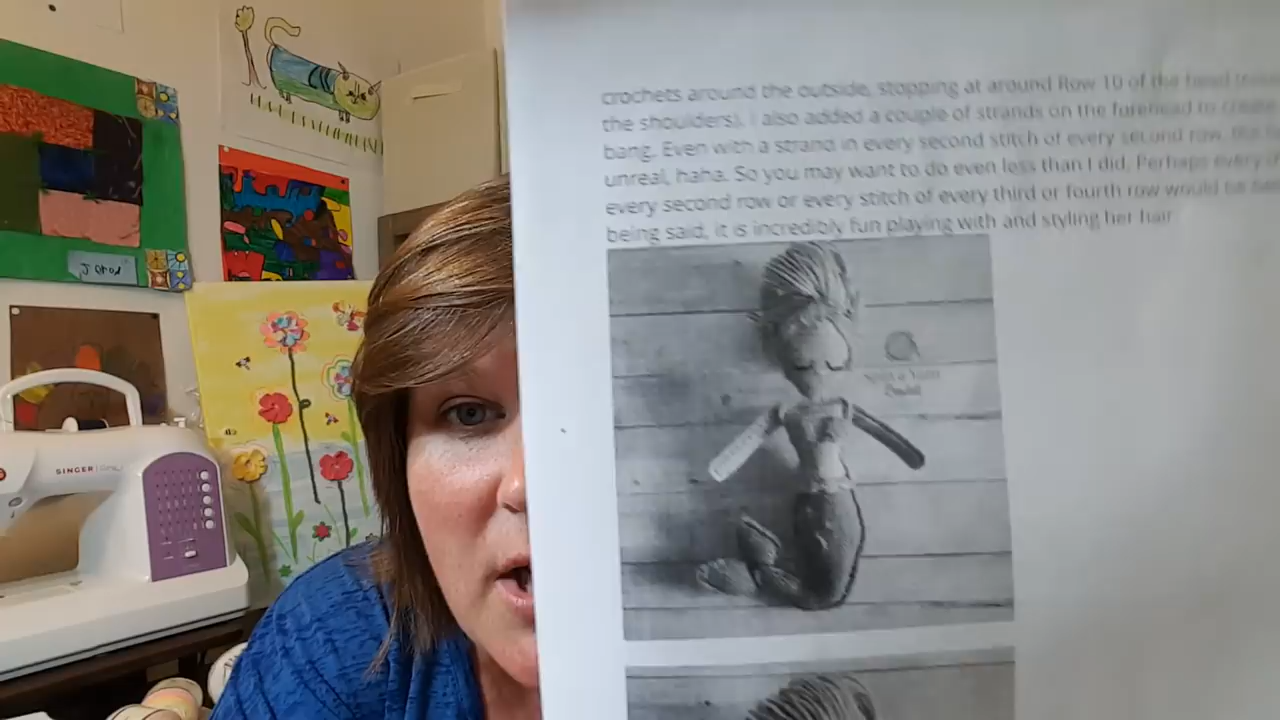 crochets around the outside, stopping at around Row 10 of the head
the shoulders). I also added a couple of strands on the forehead to create
bang. Even with a strand in every second stitch of every second row,
unreal, haha. So you may want to do even less than I did. Perhaps every
every second row or every stitch of every third or fourth row would be
being said, it is incredibly fun playing with and styling her hair
SINGER